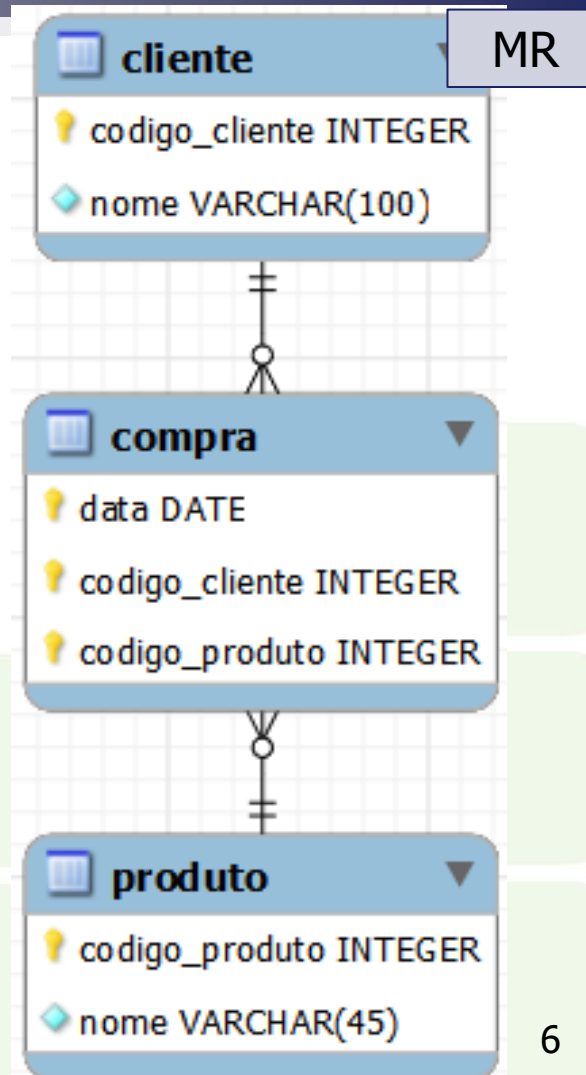 MR
cliente
codigo_cliente INTEGER
nome VARCHAR(100)
compra
data DATE
codigo_cliente INTEGER
codigo_produto INTEGER
produto
codigo_produto INTEGER
nome VARCHAR(45)
6